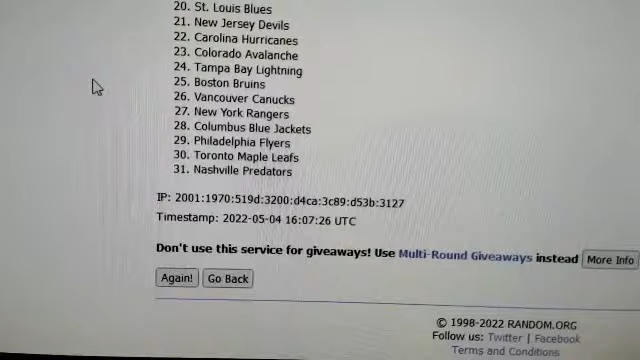 20. St. Louis Blues
21. New Jersey Devils
22. Carolina Hurricanes
23. Colorado Avalanche
24. Tampa Bay Lightning
25. Boston Bruins
26. Vancouver Canucks
27. New York Rangers
28. Columbus Blue Jackets
29. Philadelphia Flyers
30. Toronto Maple Leafs
31. Nashville Predators
IP: 2001:1970:519d:3200:d4ca:3c89:d53b:3127
Timestamp: 2022-05-04 16:07:26 UTC
Don't use this service for giveaways! Use Multi-Round Giveaways instead More Info
Again! Go Back
© 1998-2022 RANDOM.ORG
Follow us: Twitter | Facebook
Terms and Conditions